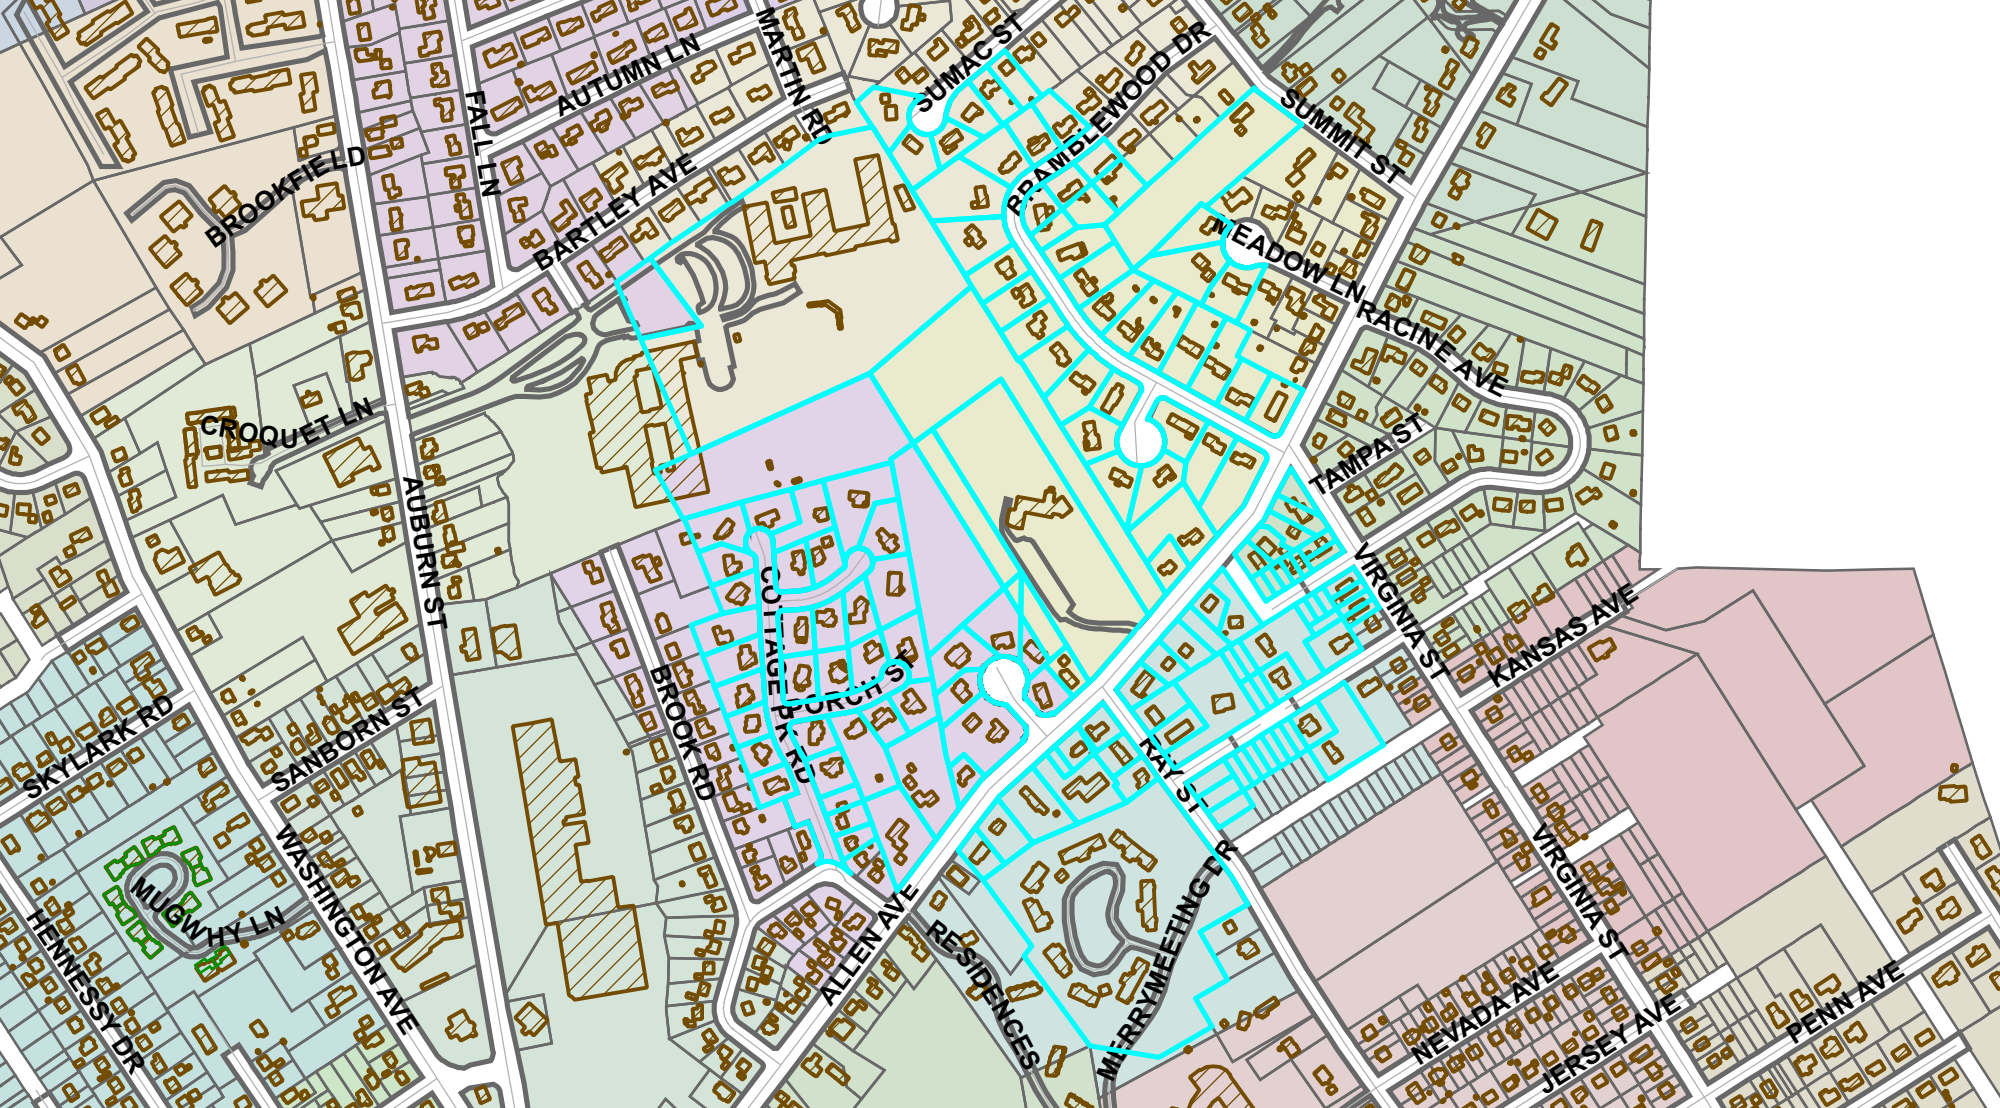 SUMAC ST
MARTIN RD
AUTUMN LN
BRAMBLEWOOD DR
FALL LN
SUMMIT ST
BROOKFIELD
BARTLEY AVE
MEADOW LN
RACINE AVE
CROQUET LN
TAMPA ST
AUBURN ST
VIRGINIA ST
COTTAGE PK RD
KANSAS AVE
PORCH ST
BROOK RD
SKYLARK RD
SANBORN ST
RAY ST
WASHINGTON AVE
MUGWHY LN
VIRGINIA ST
HENNESSY DR
ALLEN AVE
RESIDENCES
MERRYMEETING DR
NEVADA AVE
JERSEY AVE
PENN AVE